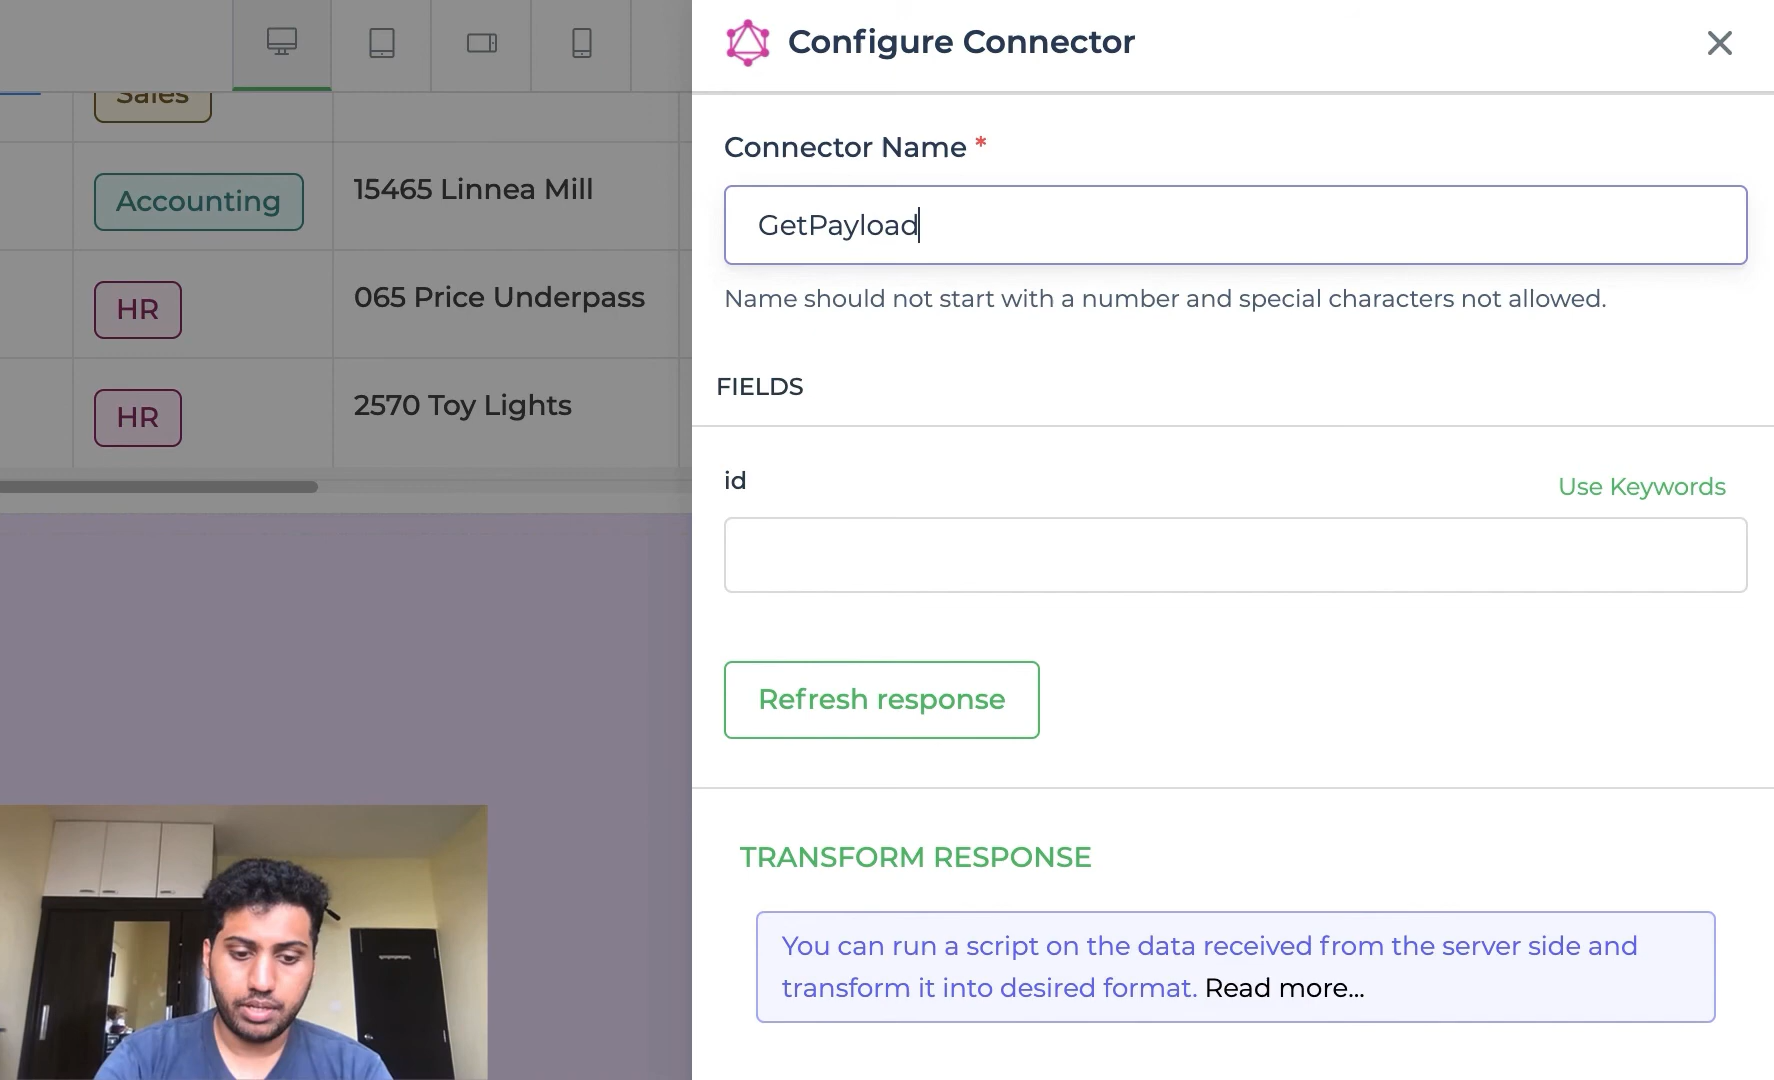 Sales
Accounting
15465 Linnea Mill
HR
065 Price Underpass
HR
2570 Toy Lights
Configure Connector
Connector Name *
GetPayload
Name should not start with a number and special characters not allowed.
FIELDS
id
Use Keywords
Refresh response
TRANSFORM RESPONSE
You can run a script on the data received from the server side and
transform it into desired format. Read more...